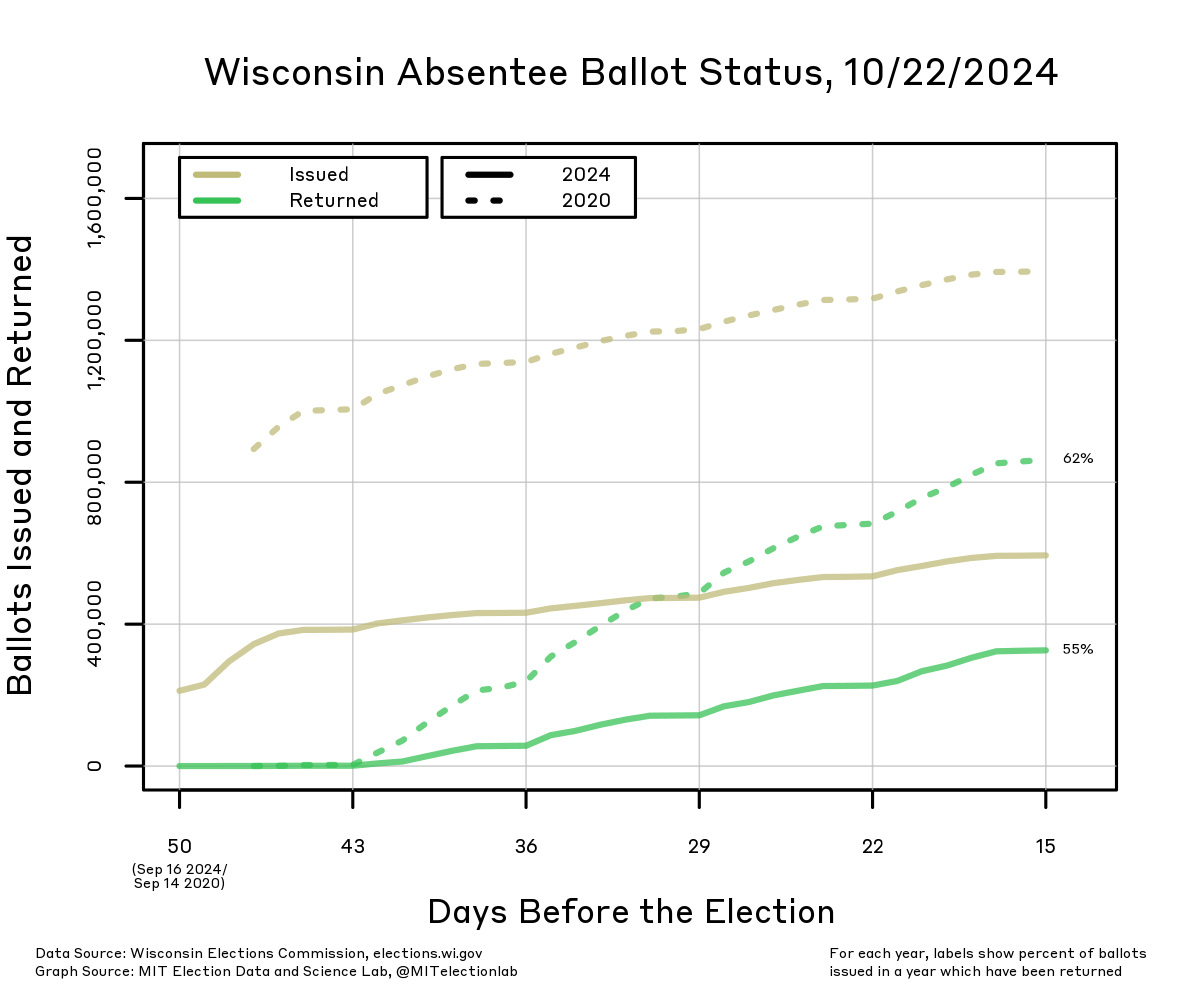 Wisconsin Absentee Ballot Status, 10/22/2024
Issued
Returned
2024
2020
Ballots Issued and Returned
1,600,000
1,200,000
800,000
400,000
0
62%
55%
50
43
36
29
22
15
(Sep 16 2024/
Sep 14 2020)
Days Before the Election
Data Source: Wisconsin Elections Commission, elections.wi.gov
Graph Source: MIT Election Data and Science Lab, @MITelectionlab
For each year, labels show percent of ballots
issued in a year which have been returned